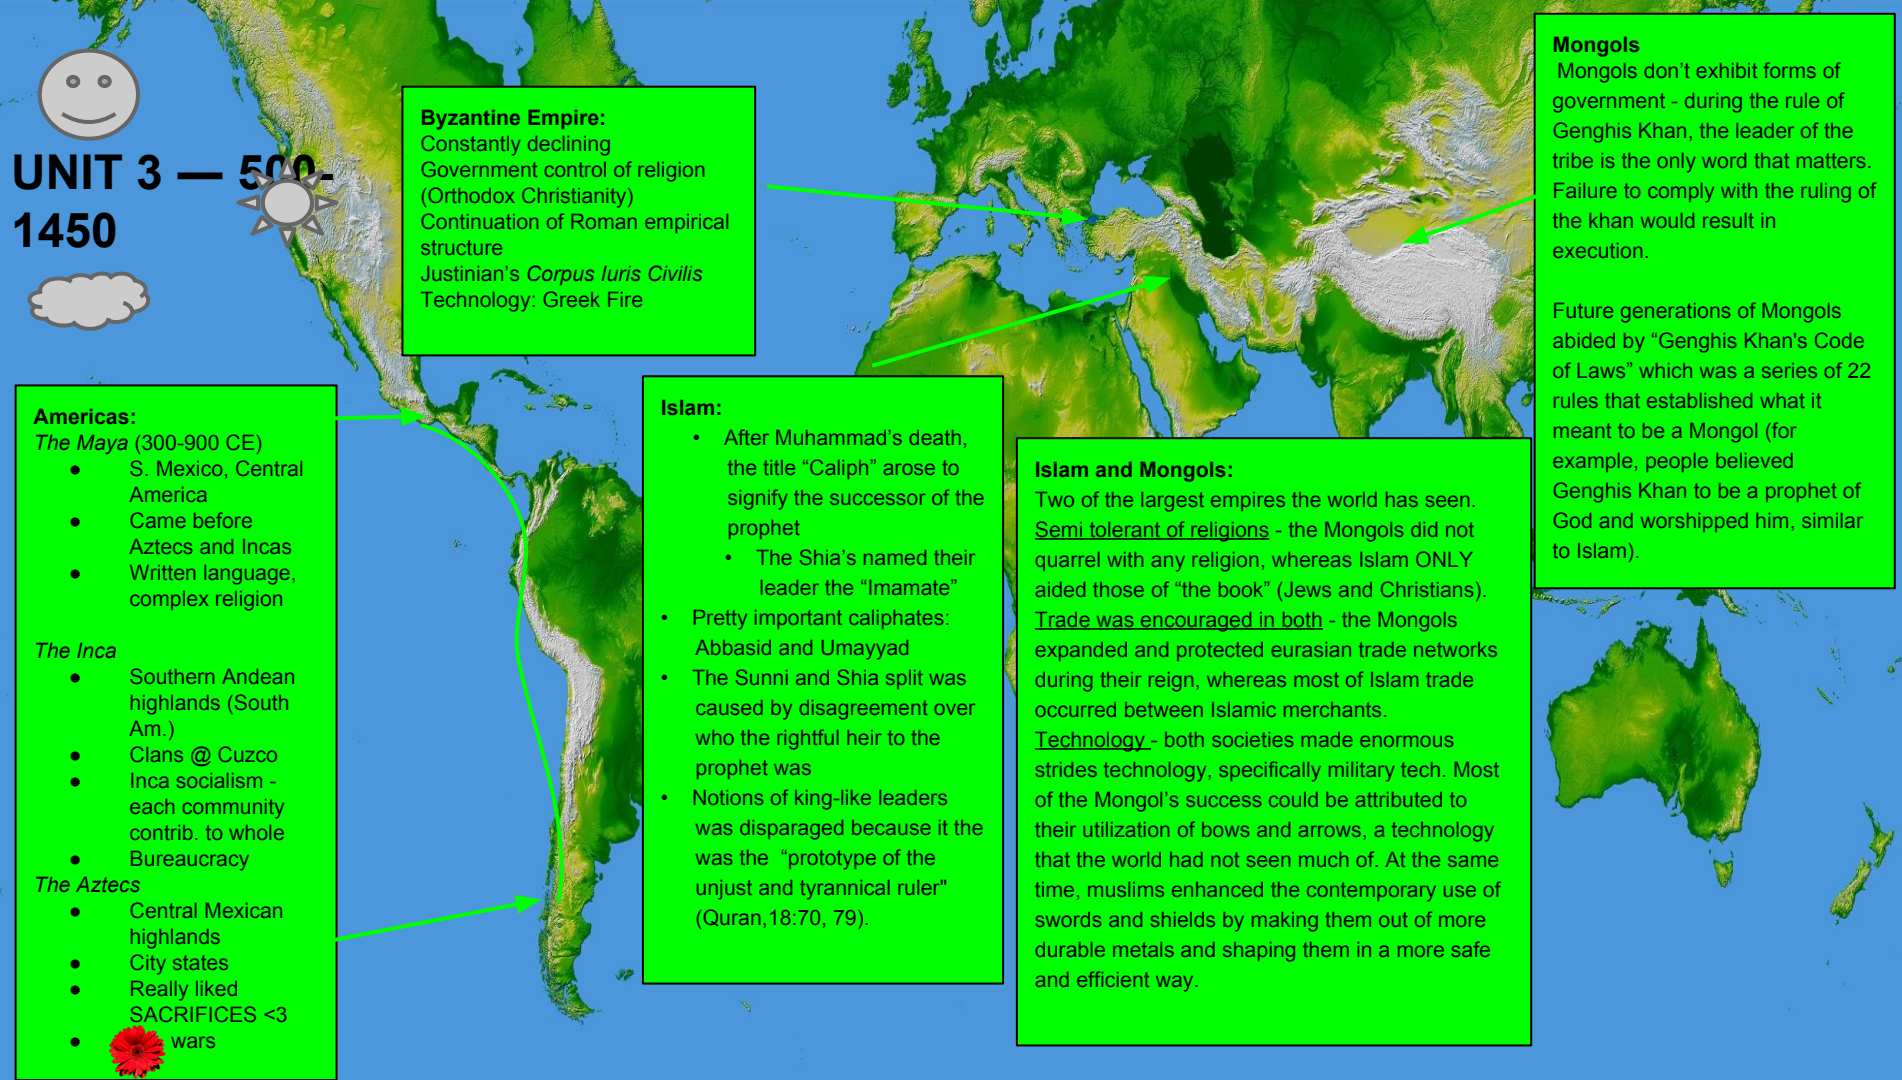 UNIT 3 — 500-
1450
Byzantine Empire:
Constantly declining
Government control of religion
(Orthodox Christianity)
Continuation of Roman empirical
structure
Justinian's Corpus Iuris Civilis
Technology: Greek Fire
Mongols
Mongols don't exhibit forms of
government - during the rule of
Genghis Khan, the leader of the
tribe is the only word that matters.
Failure to comply with the ruling of
the khan would result in
execution.
Future generations of Mongols
abided by “Genghis Khan's Code
of Laws” which was a series of 22
rules that established what it
meant to be a Mongol (for
example, people believed
Genghis Khan to be a prophet of
God and worshipped him, similar
to Islam).
Americas:
The Maya (300-900 CE)
● S. Mexico, Central
America
● Came before
Aztecs and Incas
● Written language,
complex religion
The Inca
● Southern Andean
highlands (South
Am.)
● Clans @ Cuzco
● Inca socialism -
each community
contrib. to whole
● Bureaucracy
The Aztecs
● Central Mexican
highlands
● City states
● Really liked
SACRIFICES <3
● wars
Islam:
• After Muhammad's death,
the title “Caliph” arose to
signify the successor of the
prophet
• The Shia's named their
leader the “Imamate”
• Pretty important caliphates:
Abbasid and Umayyad
• The Sunni and Shia split was
caused by disagreement over
who the rightful heir to the
prophet was
• Notions of king-like leaders
was disparaged because it the
was the “prototype of the
unjust and tyrannical ruler"
(Quran,18:70, 79).
Islam and Mongols:
Two of the largest empires the world has seen.
Semi tolerant of religions - the Mongols did not
quarrel with any religion, whereas Islam ONLY
aided those of “the book” (Jews and Christians).
Trade was encouraged in both - the Mongols
expanded and protected eurasian trade networks
during their reign, whereas most of Islam trade
occurred between Islamic merchants.
Technology - both societies made enormous
strides technology, specifically military tech. Most
of the Mongol's success could be attributed to
their utilization of bows and arrows, a technology
that the world had not seen much of. At the same
time, muslims enhanced the contemporary use of
swords and shields by making them out of more
durable metals and shaping them in a more safe
and efficient way.